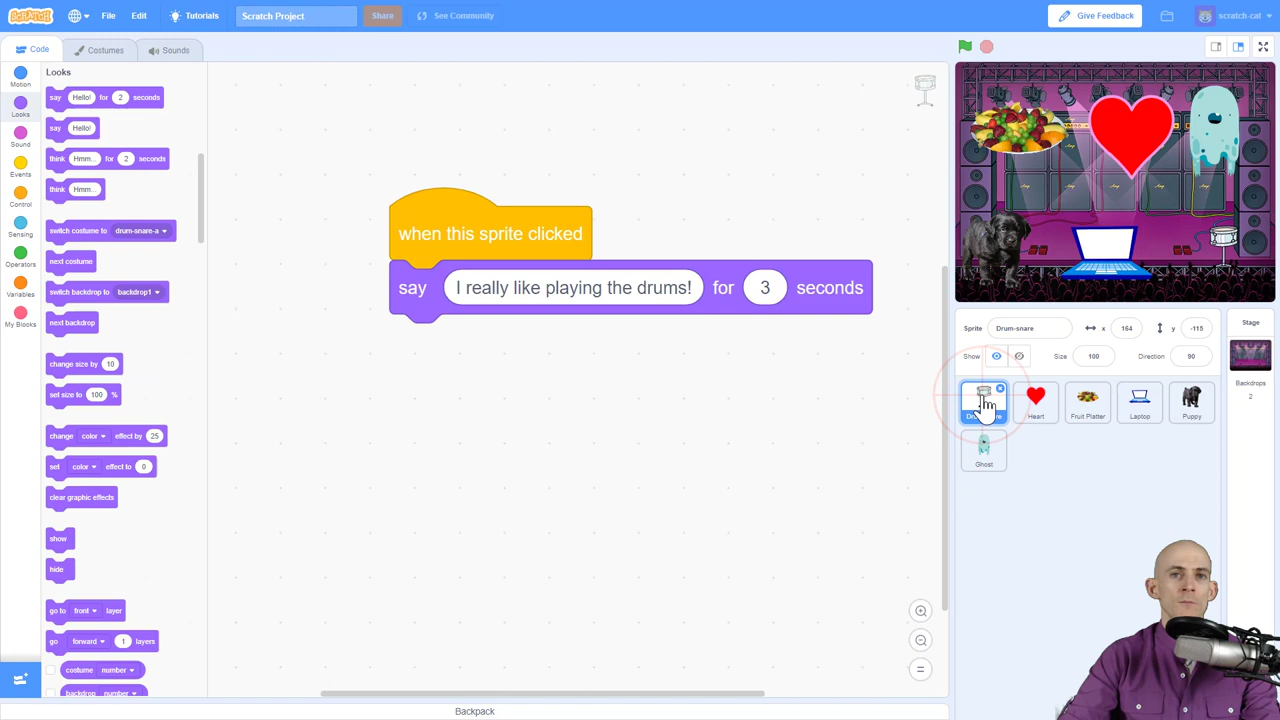 SCRATCH File Edit Tutorials Scratch Project Share See Community Give Feedback scratch-cat
Code Costumes Sounds
Motion
Looks
Sound
Events
Control
Sensing
Operators
Variables
My Blocks
Looks
say Hello! for 2 seconds
say Hello!
think Hmm... for 2 seconds
think Hmm...
switch costume to drum-snare-a
next costume
switch backdrop to backdrop1
next backdrop
change size by 10
set size to 100 %
change color effect by 25
set color effect to 0
clear graphic effects
show
hide
go to front layer
go forward 1 layers
costume number
backdrop number
when this sprite clicked
say I really like playing the drums! for 3 seconds
Sprite Drum-snare x 164 y -115
Show Size 100 Direction 90
Heart Fruit Platter Laptop Puppy
Ghost
Stage
Backdrops
2
Backpack